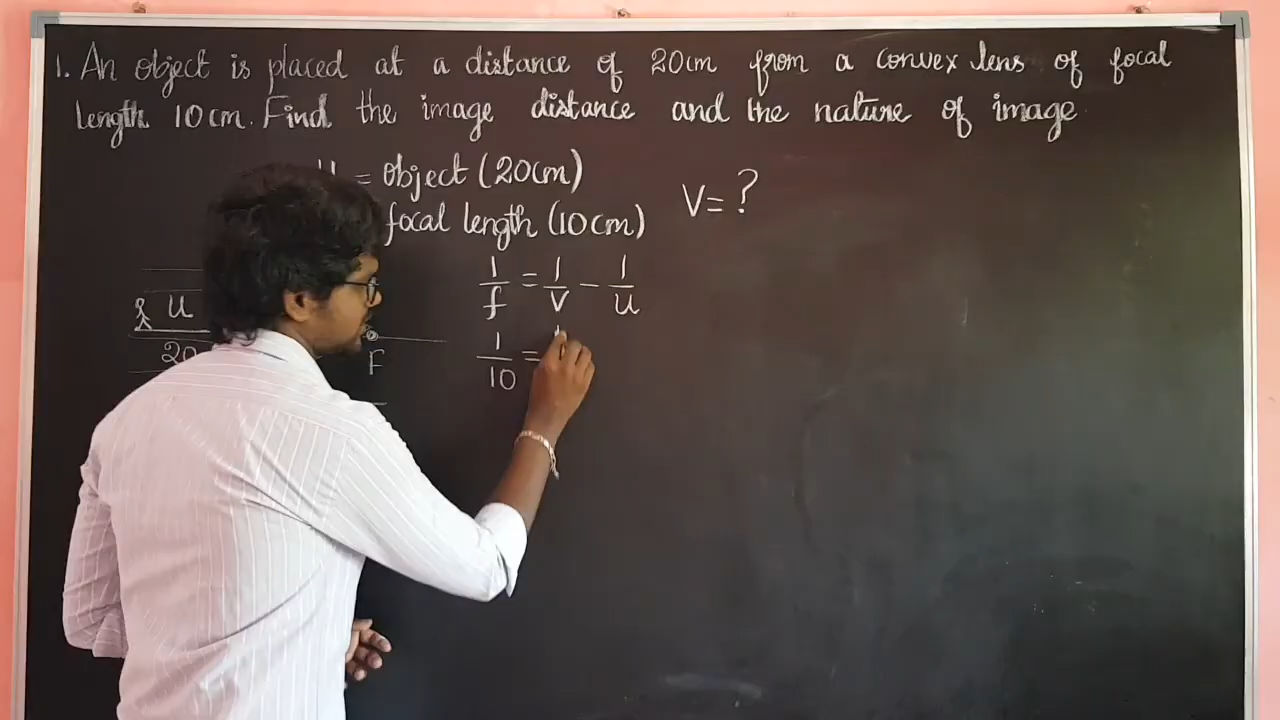 1. An object is placed at a distance of 20cm from a convex lens of focal
length 10cm. Find the image distance and the nature of image
= object (20cm)
V= ?
focal length (10cm)
1/f = 1/v - 1/u
u
1/10 =
20
F